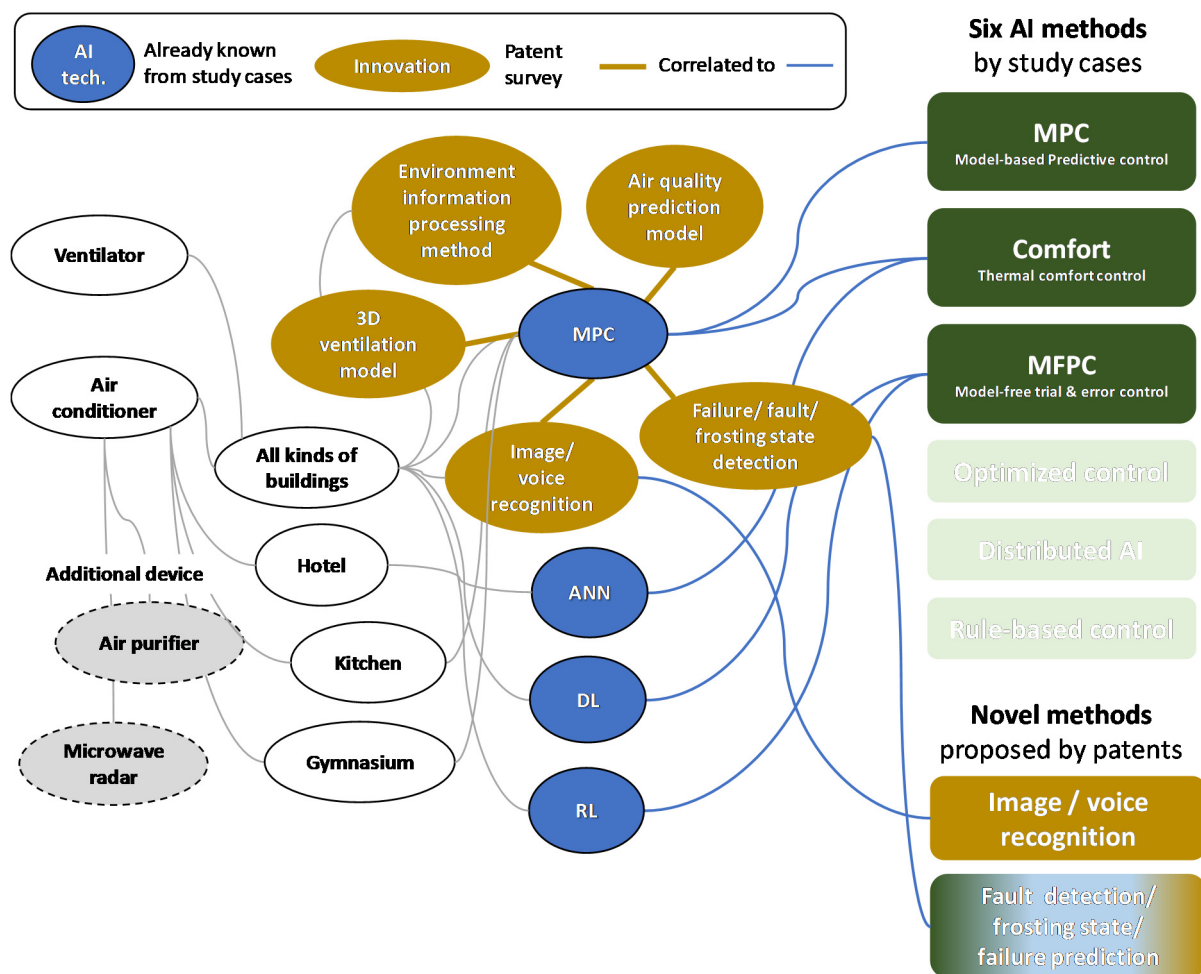 AI
tech.
Already known
from study cases
Innovation
Patent
survey
Correlated to
Six AI methods
by study cases
MPC
Model-based Predictive control
Comfort
Thermal comfort control
MFPC
Model-free trial & error control
Optimized control
Distributed AI
Rule-based control
Novel methods
proposed by patents
Image / voice
recognition
Fault detection/
frosting state/
failure prediction
Environment
information
processing
method
Air quality
prediction
model
Ventilator
3D
ventilation
model
MPC
Air
conditioner
Failure/ fault/
frosting state
detection
All kinds of
buildings
Image/
voice
recognition
Hotel
ANN
Additional device
Air purifier
Kitchen
DL
Microwave
radar
Gymnasium
RL